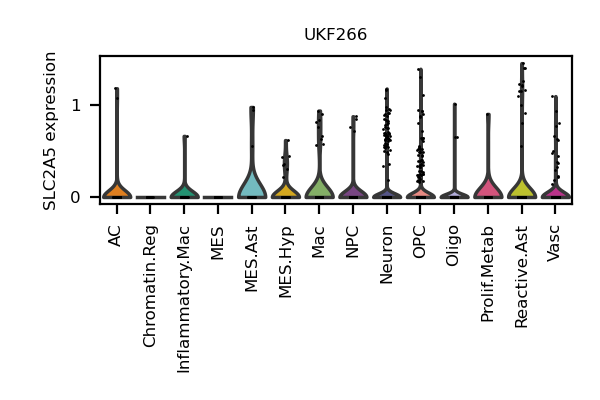 UKF266
SLC2A5 expression
1
0
AC
Chromatin.Reg
Inflammatory.Mac
MES
MES.Ast
MES.Hyp
Mac
NPC
Neuron
OPC
Oligo
Prolif.Metab
Reactive.Ast
Vasc